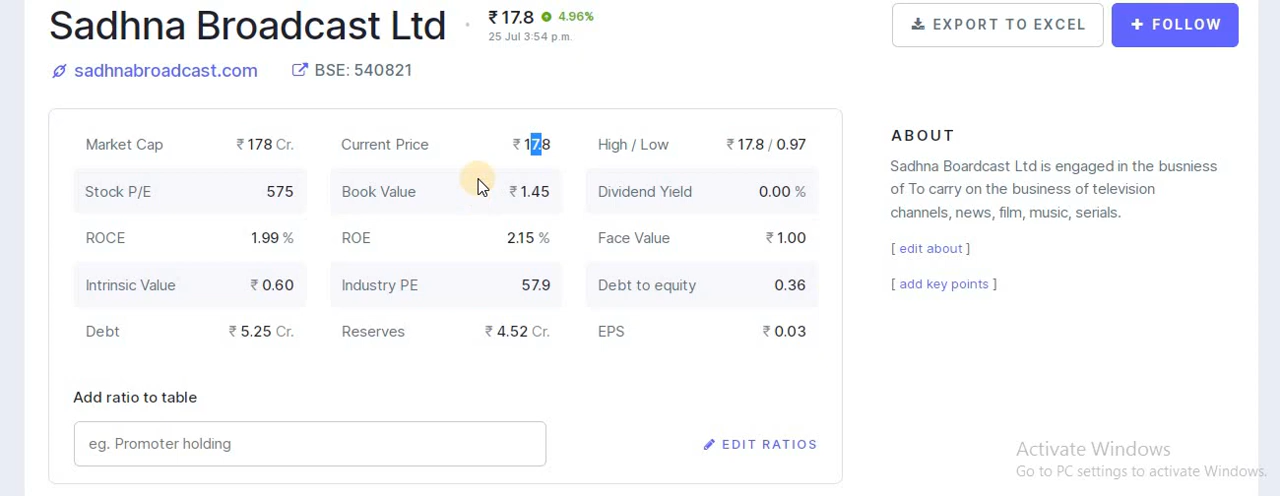 Sadhna Broadcast Ltd • ₹ 17.8 4.96%
25 Jul 3:54 p.m.
EXPORT TO EXCEL
+ FOLLOW
sadhnabroadcast.com BSE: 540821
Market Cap ₹ 178 Cr. Current Price ₹ 17.8 High / Low ₹ 17.8 / 0.97
Stock P/E 575 Book Value ₹ 1.45 Dividend Yield 0.00 %
ROCE 1.99 % ROE 2.15 % Face Value ₹ 1.00
Intrinsic Value ₹ 0.60 Industry PE 57.9 Debt to equity 0.36
Debt ₹ 5.25 Cr. Reserves ₹ 4.52 Cr. EPS ₹ 0.03
Add ratio to table
eg. Promoter holding
EDIT RATIOS
ABOUT
Sadhna Boardcast Ltd is engaged in the busniess
of To carry on the business of television
channels, news, film, music, serials.
[ edit about ]
[ add key points ]
Activate Windows
Go to PC settings to activate Windows.